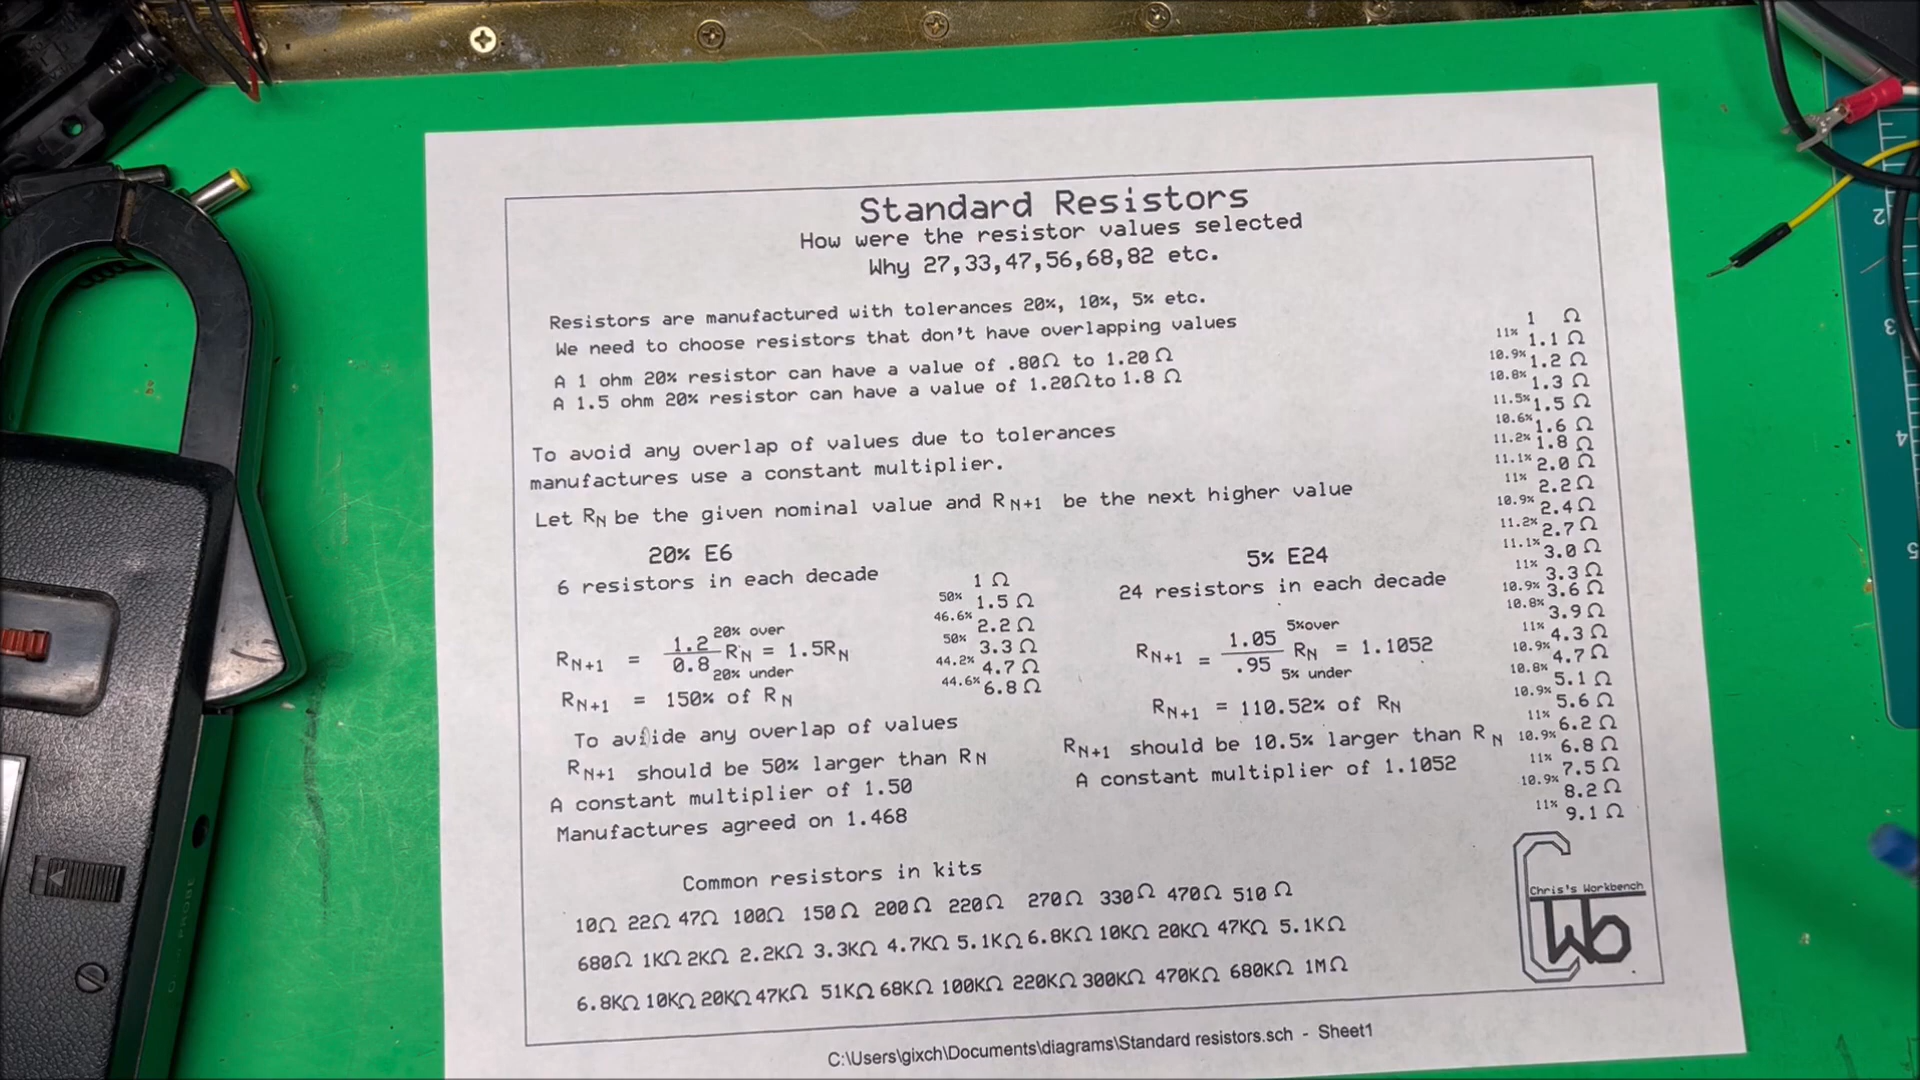 Standard Resistors
How were the resistor values selected
Why 27,33,47,56,68,82 etc.
Resistors are manufactured with tolerances 20%, 10%, 5% etc.
We need to choose resistors that don't have overlapping values
A 1 ohm 20% resistor can have a value of .80Ω to 1.20 Ω
A 1.5 ohm 20% resistor can have a value of 1.20Ω to 1.8 Ω
To avoid any overlap of values due to tolerances
manufactures use a constant multiplier.
Let RN be the given nominal value and RN+1 be the next higher value
20% E6
6 resistors in each decade
RN+1 = 1.2/0.8 RN = 1.5RN
20% over
20% under
RN+1 = 150% of RN
To aviide any overlap of values
RN+1 should be 50% larger than RN
A constant multiplier of 1.50
Manufactures agreed on 1.468
1 Ω
50% 1.5 Ω
46.6% 2.2 Ω
50% 3.3 Ω
44.2% 4.7 Ω
44.6% 6.8 Ω
5% E24
24 resistors in each decade
RN+1 = 1.05/.95 RN = 1.1052
5%over
5% under
RN+1 = 110.52% of RN
RN+1 should be 10.5% larger than RN
A constant multiplier of 1.1052
1 Ω
11% 1.1 Ω
10.9% 1.2 Ω
10.8% 1.3 Ω
11.5% 1.5 Ω
10.6% 1.6 Ω
11.2% 1.8 Ω
11.1% 2.0 Ω
11% 2.2 Ω
10.9% 2.4 Ω
11.2% 2.7 Ω
11.1% 3.0 Ω
11% 3.3 Ω
10.9% 3.6 Ω
10.8% 3.9 Ω
11% 4.3 Ω
10.9% 4.7 Ω
10.8% 5.1 Ω
10.9% 5.6 Ω
11% 6.2 Ω
10.9% 6.8 Ω
11% 7.5 Ω
10.9% 8.2 Ω
11% 9.1 Ω
Common resistors in kits
10Ω 22Ω 47Ω 100Ω 150Ω 200Ω 220Ω 270Ω 330Ω 470Ω 510 Ω
680Ω 1KΩ 2KΩ 2.2KΩ 3.3KΩ 4.7KΩ 5.1KΩ 6.8KΩ 10KΩ 20KΩ 47KΩ 5.1KΩ
6.8KΩ 10KΩ 20KΩ 47KΩ 51KΩ 68KΩ 100KΩ 220KΩ 300KΩ 470KΩ 680KΩ 1MΩ
Chris's Workbench
CWb
C:\Users\gixch\Documents\diagrams\Standard resistors.sch - Sheet1
2
3
4
5